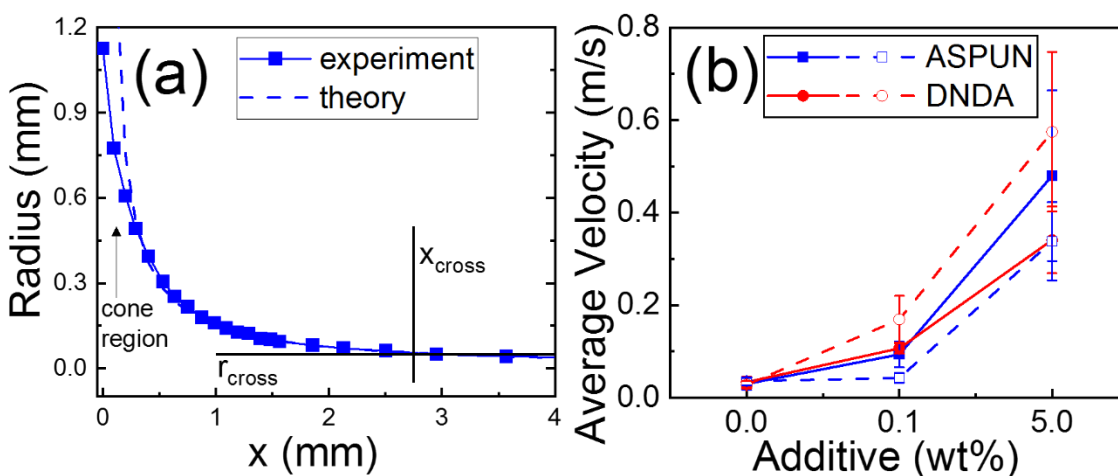 (a)
experiment
theory
Radius (mm)
1.2
0.9
0.6
0.3
0.0
cone
region
x_cross
r_cross
0
1
2
3
4
x (mm)
(b)
ASPUN
DNDA
Average Velocity (m/s)
0.8
0.6
0.4
0.2
0.0
0.0
0.1
5.0
Additive (wt%)